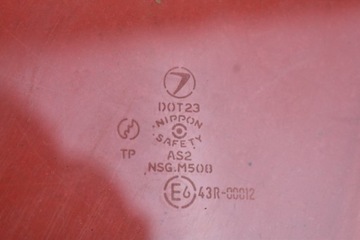 DOT23
NIPPON
SAFETY
TP AS2
NSG.M508
E6 43R-00012